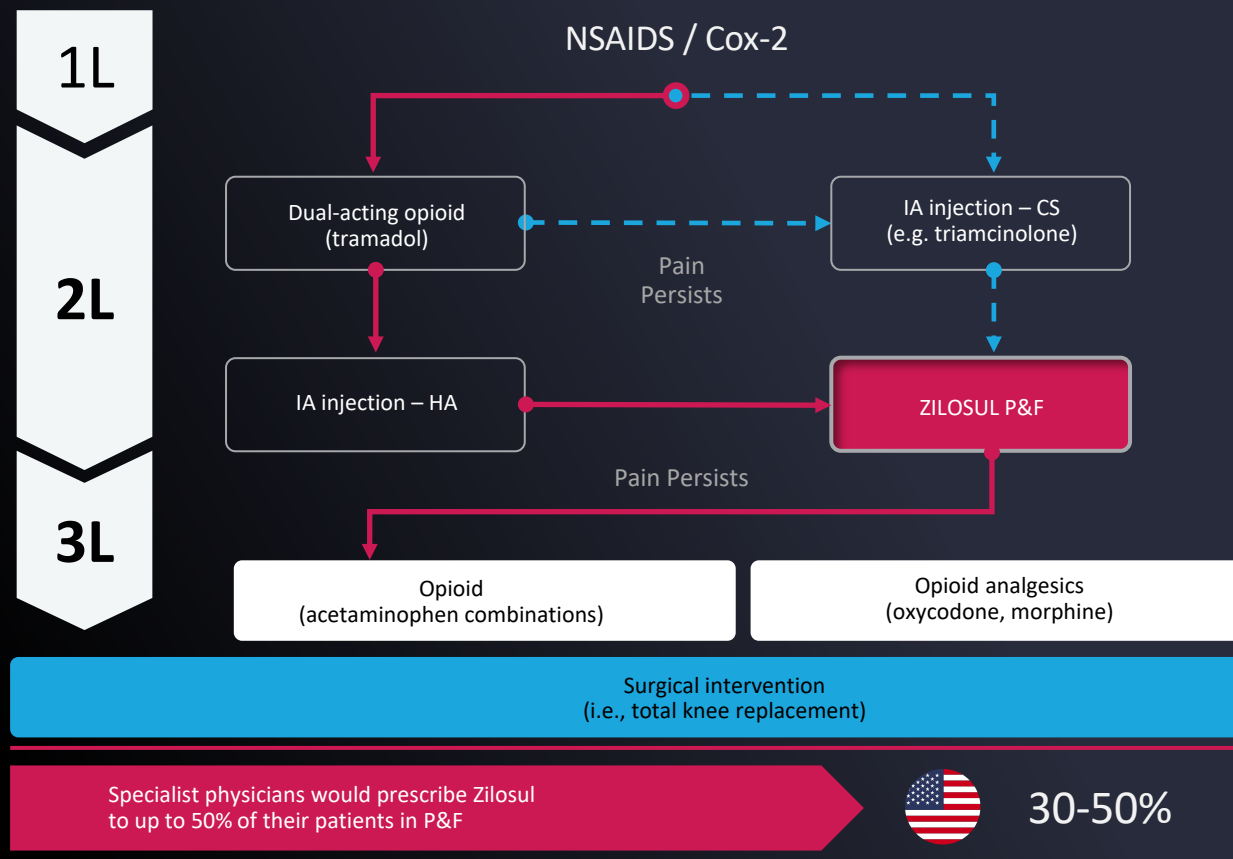 1L
NSAIDS / Cox-2
2L
Dual-acting opioid
(tramadol)
IA injection – CS
(e.g. triamcinolone)
Pain
Persists
IA injection – HA
ZILOSUL P&F
Pain Persists
3L
Opioid
(acetaminophen combinations)
Opioid analgesics
(oxycodone, morphine)
Surgical intervention
(i.e., total knee replacement)
Specialist physicians would prescribe Zilosul
to up to 50% of their patients in P&F
30-50%